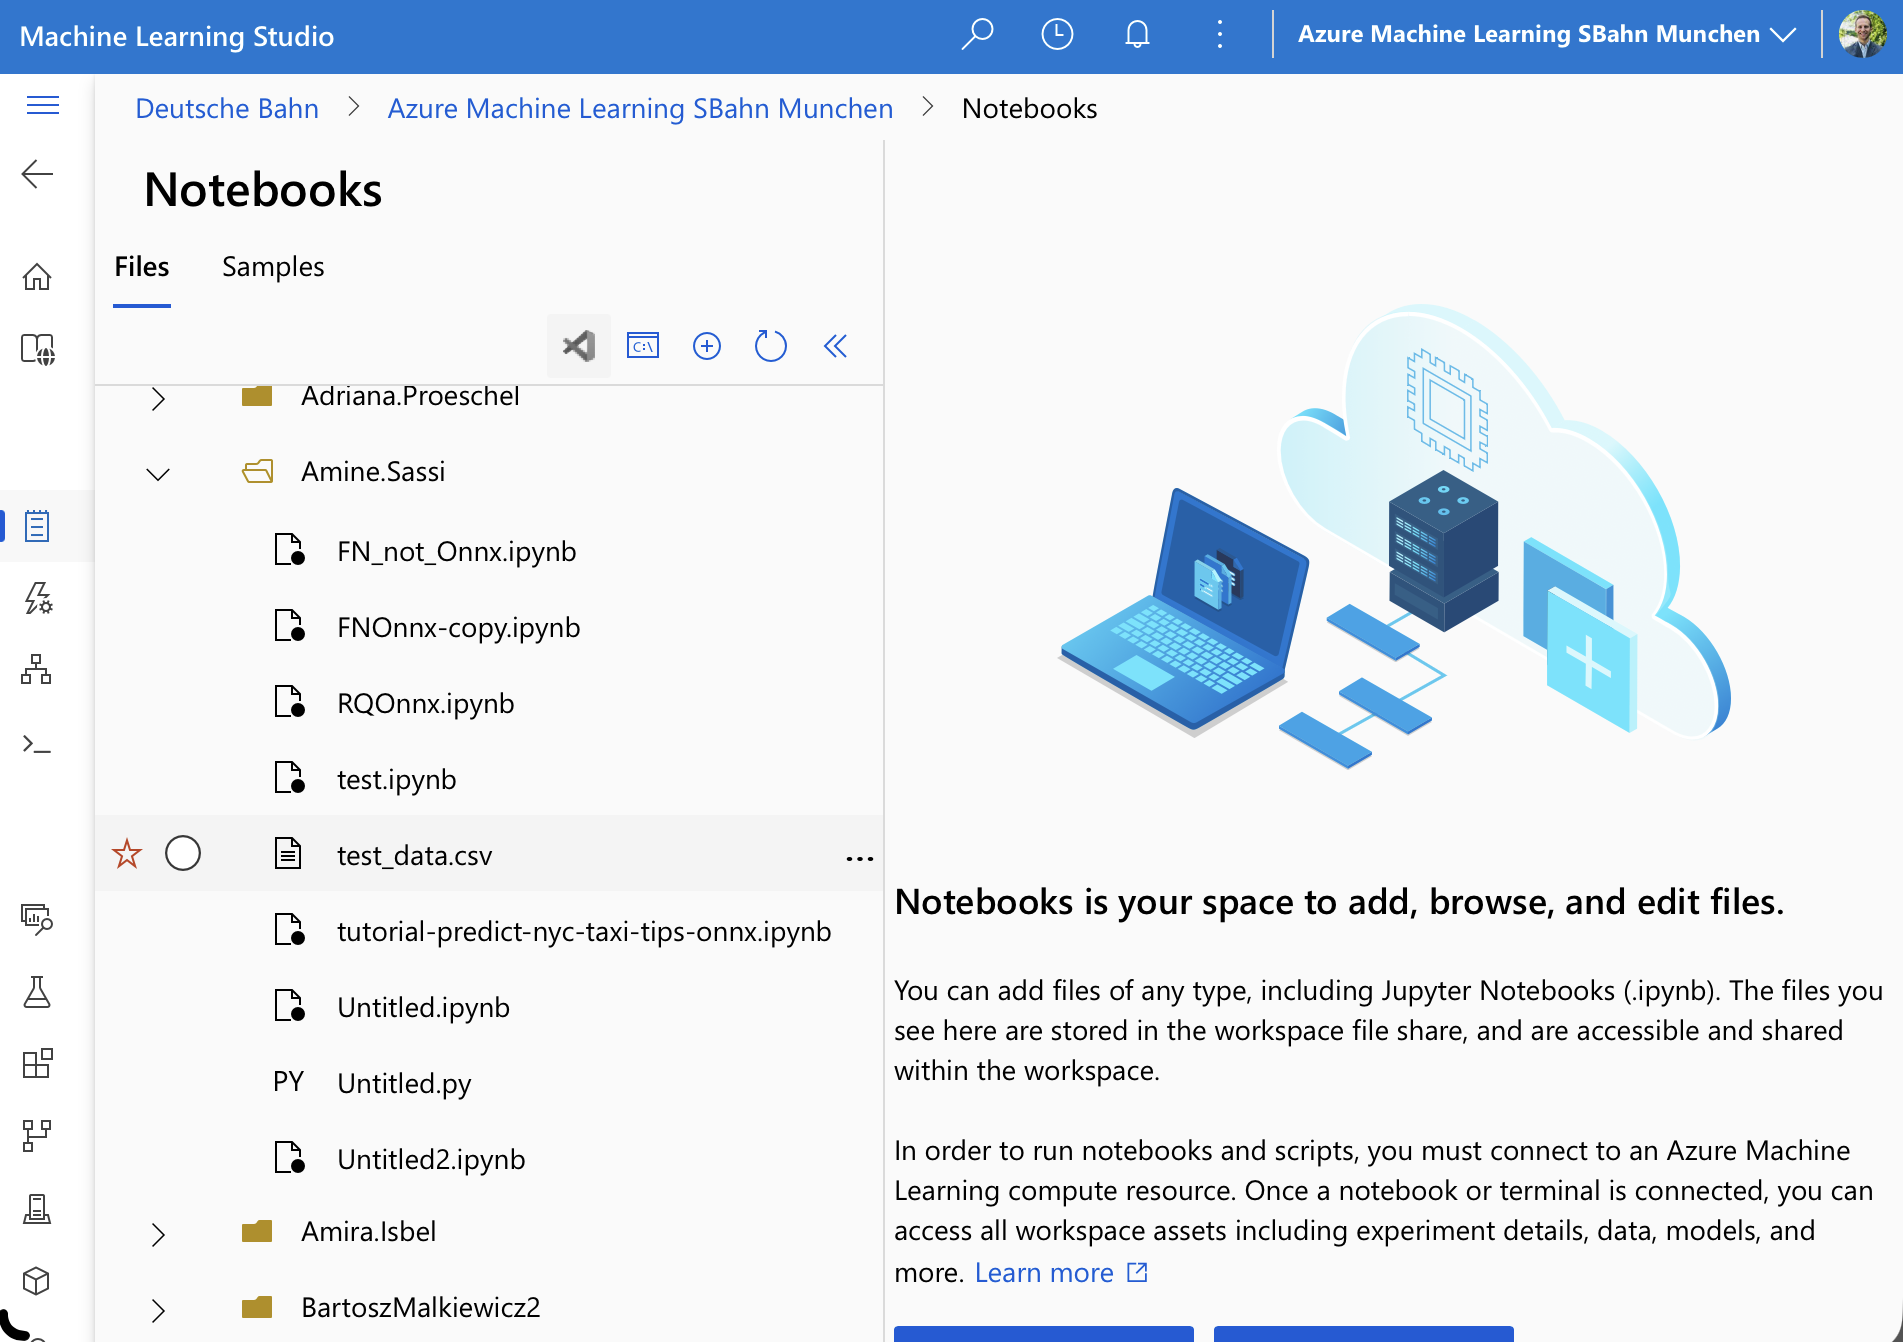 Machine Learning Studio
Azure Machine Learning SBahn Munchen
Deutsche Bahn > Azure Machine Learning SBahn Munchen > Notebooks
Notebooks
Files
Samples
C:\
Adriana.Proeschel
Amine.Sassi
FN_not_Onnx.ipynb
FNOnnx-copy.ipynb
RQOnnx.ipynb
test.ipynb
test_data.csv
tutorial-predict-nyc-taxi-tips-onnx.ipynb
Untitled.ipynb
PY Untitled.py
Untitled2.ipynb
Amira.Isbel
BartoszMalkiewicz2
Notebooks is your space to add, browse, and edit files.
You can add files of any type, including Jupyter Notebooks (.ipynb). The files you
see here are stored in the workspace file share, and are accessible and shared
within the workspace.
In order to run notebooks and scripts, you must connect to an Azure Machine
Learning compute resource. Once a notebook or terminal is connected, you can
access all workspace assets including experiment details, data, models, and
more. Learn more